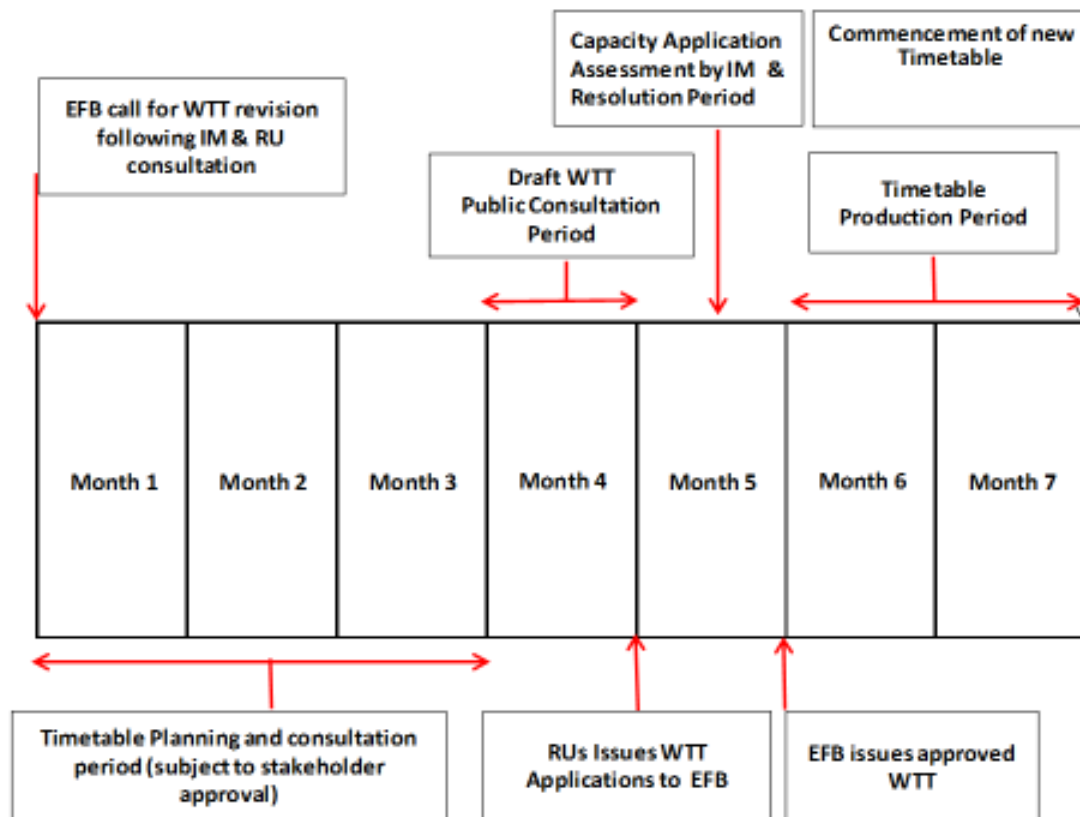 Capacity Application
Assessment by IM &
Resolution Period
Commencement of new
Timetable
EFB call for WTT revision
following IM & RU
consultation
Draft WTT
Public Consultation
Period
Timetable
Production Period
Month 1
Month 2
Month 3
Month 4
Month 5
Month 6
Month 7
Timetable Planning and consultation
period (subject to stakeholder
approval)
RUs Issues WTT
Applications to EFB
EFB issues approved
WTT